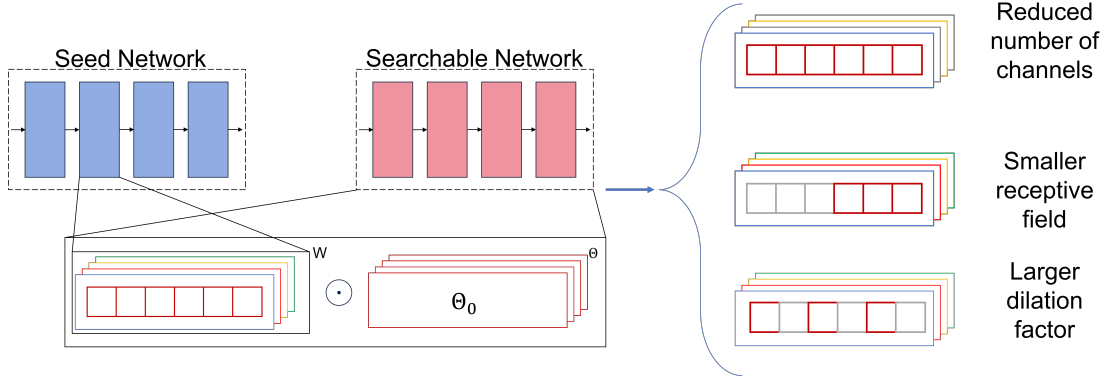 Seed Network
Searchable Network
W
Θ
Θ₀
Reduced
number of
channels
Smaller
receptive
field
Larger
dilation
factor